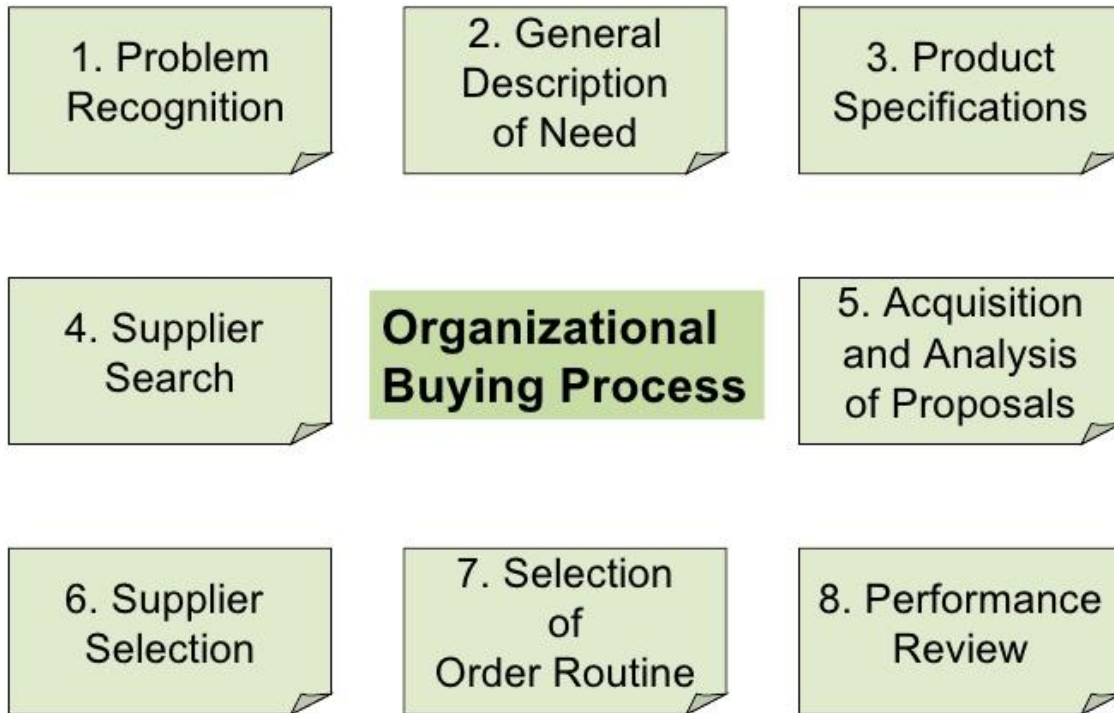 1. Problem
Recognition
2. General
Description
of Need
3. Product
Specifications
4. Supplier
Search
Organizational
Buying Process
5. Acquisition
and Analysis
of Proposals
6. Supplier
Selection
7. Selection
of
Order Routine
8. Performance
Review